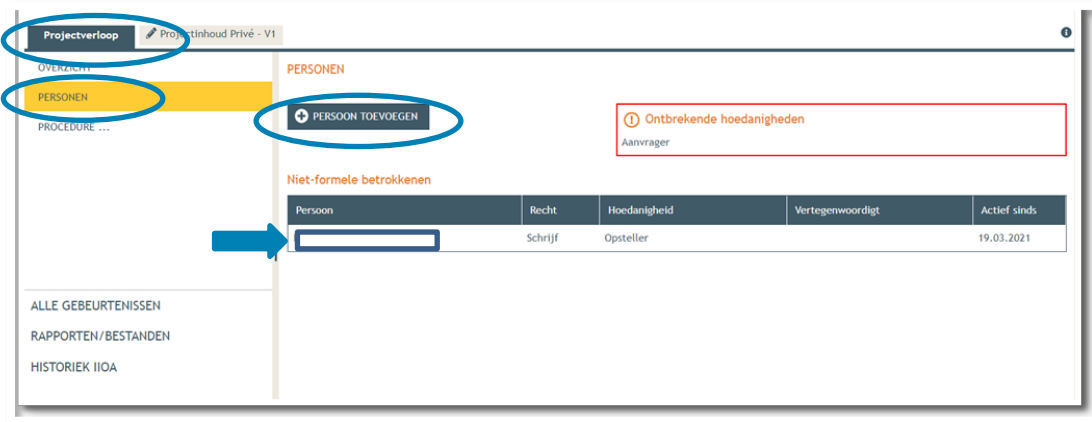 Projectverloop
Projectinhoud Privé - V1
OVERZICHT
PERSONEN
PROCEDURE ...
ALLE GEBEURTENISSEN
RAPPORTEN/BESTANDEN
HISTORIEK IIOA
PERSONEN
PERSOON TOEVOEGEN
Ontbrekende hoedanigheden
Aanvrager
Niet-formele betrokkenen
Persoon Recht Hoedanigheid Vertegenwoordigt Actief sinds
Schrijf Opsteller 19.03.2021